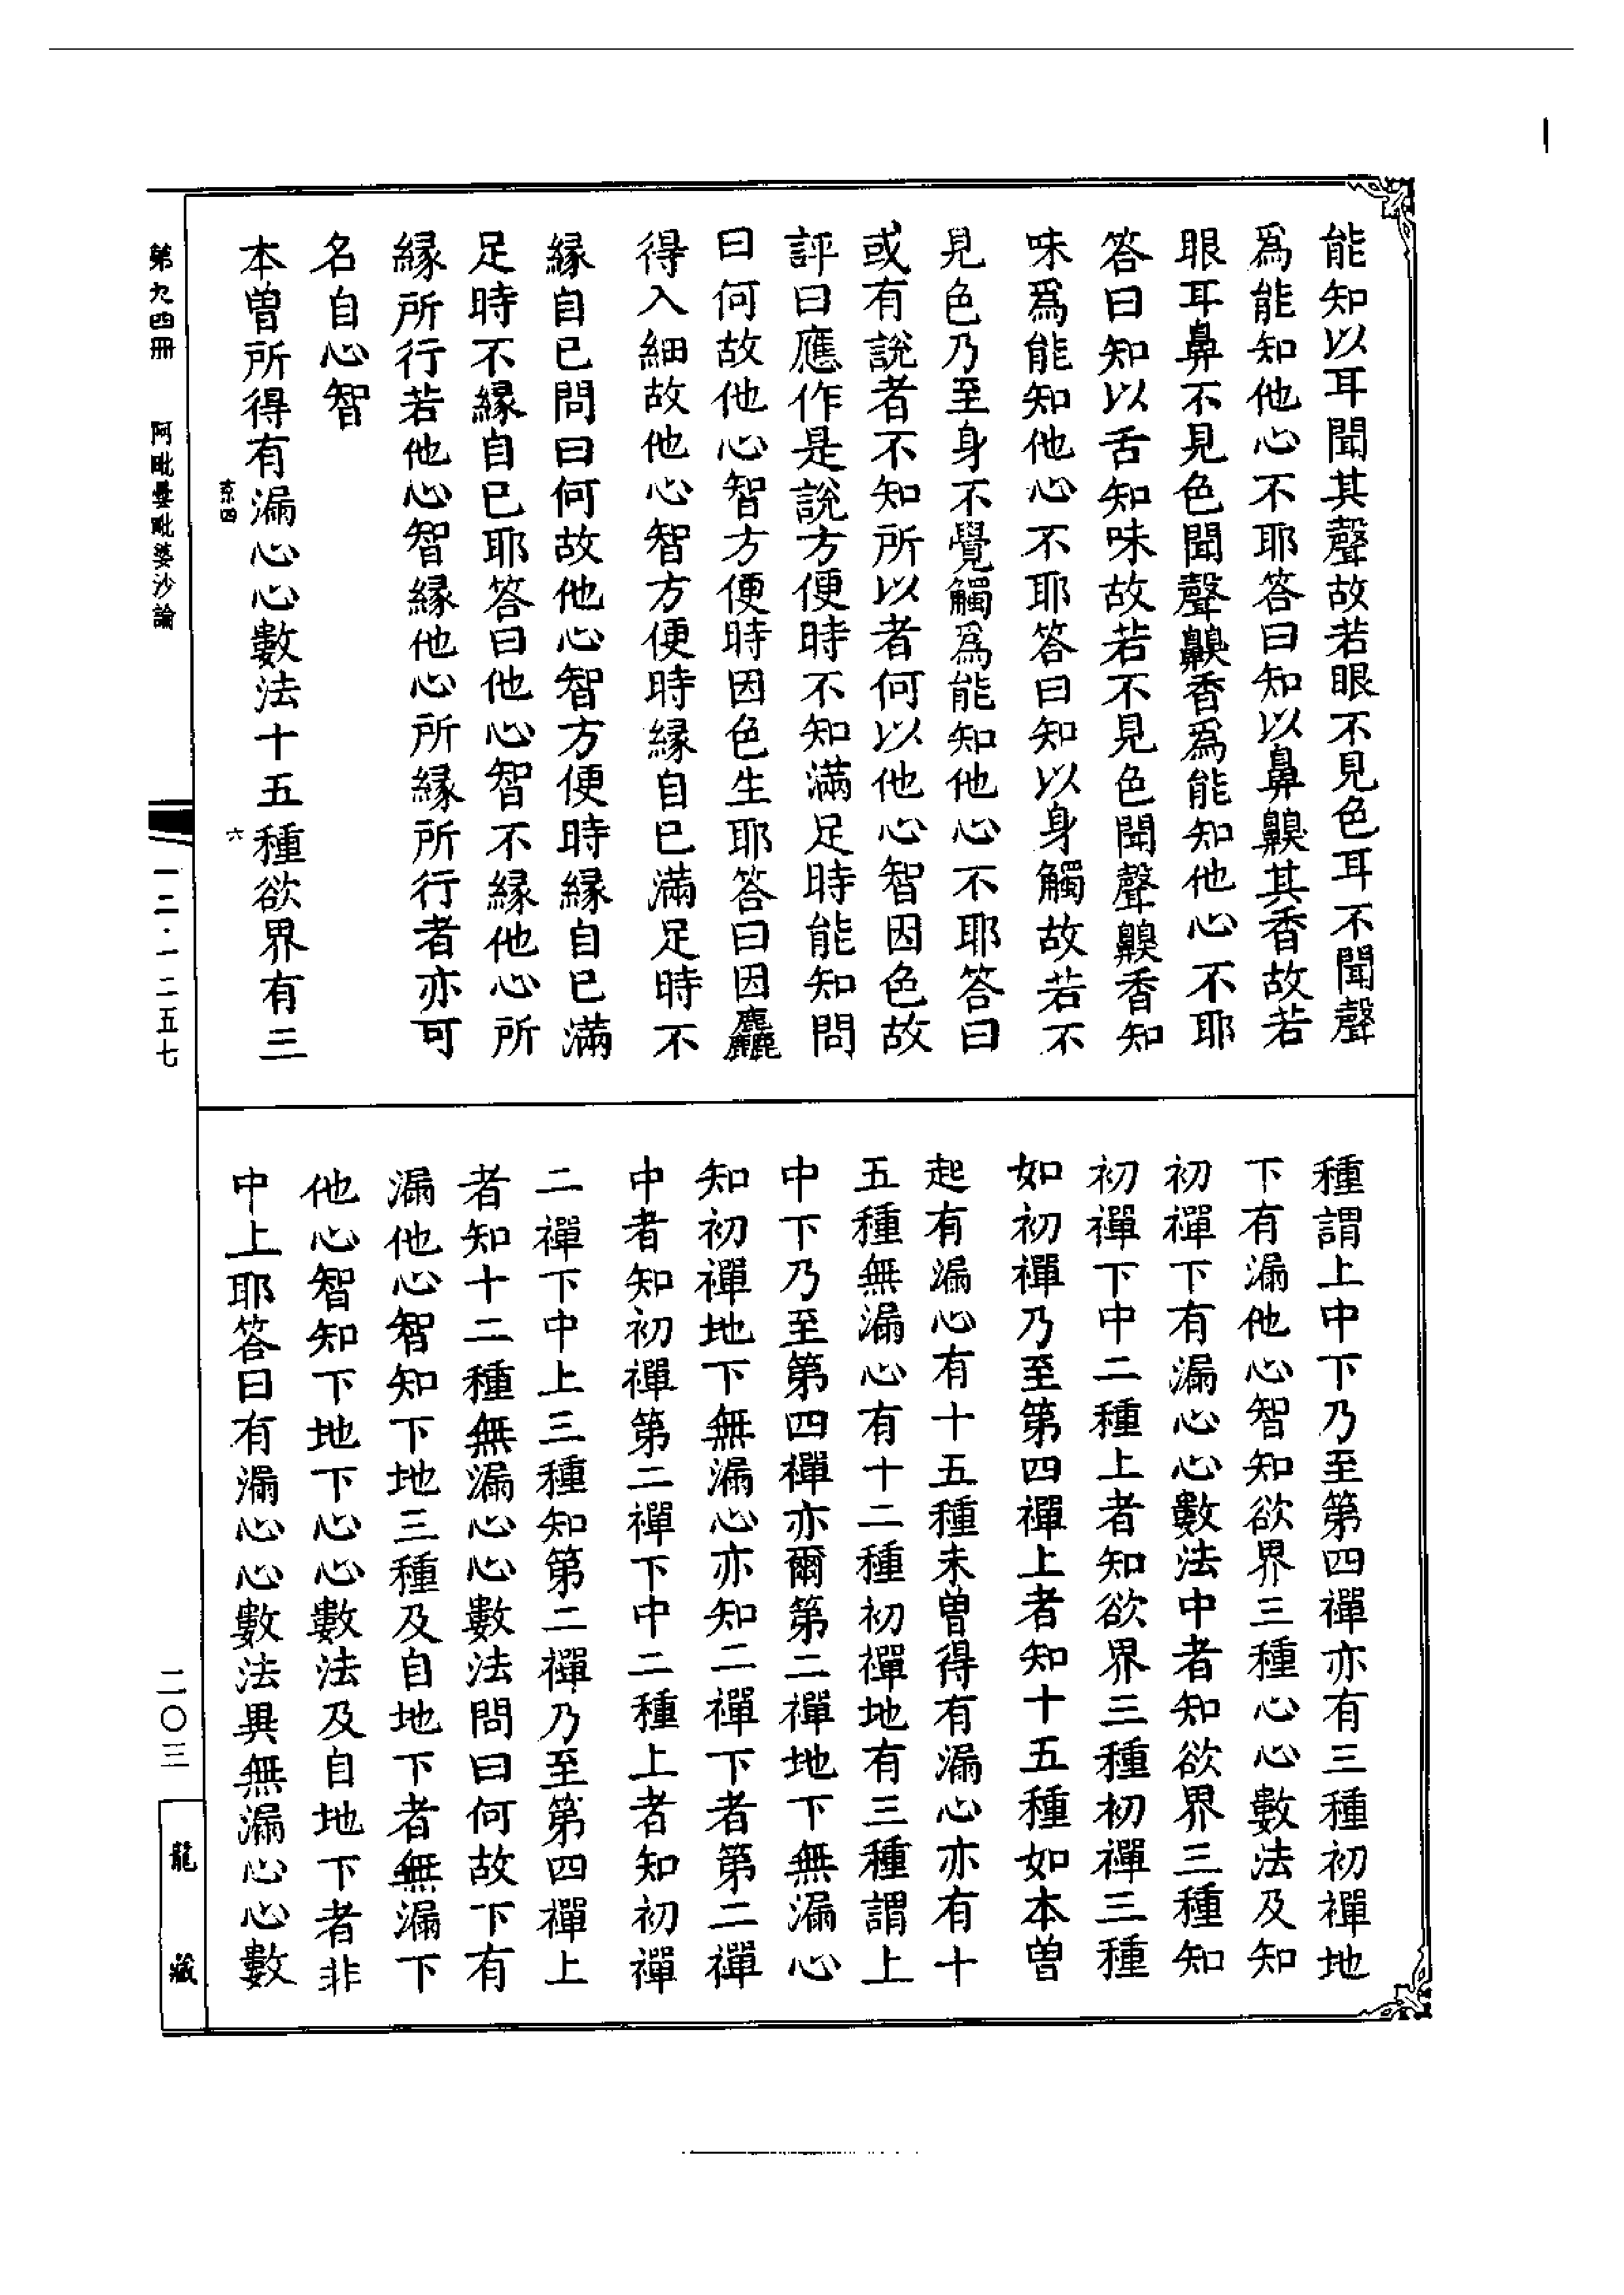 能知以耳聞其聲故若眼不見色耳不聞聲
爲能知他心不耶答曰知以鼻齅其香故若
眼耳鼻不見色聞聲齅香爲能知他心不耶
答曰知以舌知味故若不見色聞聲齅香知
味爲能知他心不耶答曰知以身觸故若不
見色乃至身不覺觸爲能知他心不耶答曰
或有說者不知所以者何以他心智因色故
評曰應作是說方便時不知滿足時能知問
曰何故他心智方便時因色生耶答曰因麤
得入細故他心智方便時緣自已滿足時不
緣自已問曰何故他心智方便時緣自已滿
足時不緣自已耶答曰他心智不緣他心所
緣所行若他心智緣他心所緣所行者亦可
名自心智
本曾所得有漏心心數法十五種欲界有三
種謂上中下乃至第四禪亦有三種初禪地
下有漏他心智知欲界三種心心數法及知
初禪下有漏心心數法中者知欲界三種知
初禪下中二種上者知欲界三種初禪三種
如初禪乃至第四禪上者知十五種如本曾
起有漏心有十五種未曾得有漏心亦有十
五種無漏心有十二種初禪地有三種謂上
中下乃至第四禪亦爾第二禪地下無漏心
知初禪地下無漏心亦知二禪下者第二禪
中者知初禪第二禪下中二種上者知初禪
二禪下中上三種知第二禪乃至第四禪上
者知十二種無漏心心數法問曰何故下有
漏他心智知下地三種及自地下者無漏下
他心智知下地下心心數法及自地下者非
中上耶答曰有漏心心數法異無漏心心數
京四
六
第九四冊　阿毗曇毗婆沙論
一二·一二五七
二〇三
龍藏